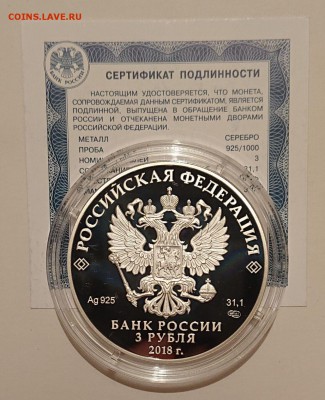 COINS.LAVE.RU
БАНК РОССИИ
СЕРТИФИКАТ ПОДЛИННОСТИ
НАСТОЯЩИМ УДОСТОВЕРЯЕТСЯ, ЧТО МОНЕТА,
СОПРОВОЖДАЕМАЯ ДАННЫМ СЕРТИФИКАТОМ, ЯВЛЯЕТСЯ
ПОДЛИННОЙ, ВЫПУЩЕНА В ОБРАЩЕНИЕ БАНКОМ
РОССИИ И ОТЧЕКАНЕНА МОНЕТНЫМИ ДВОРАМИ
РОССИЙСКОЙ ФЕДЕРАЦИИ.
МЕТАЛЛ СЕРЕБРО
ПРОБА 925/1000
3
31,1
РОССИЙСКАЯ ФЕДЕРАЦИЯ
Ag 925 31,1
БАНК РОССИИ
3 РУБЛЯ
2018 г.